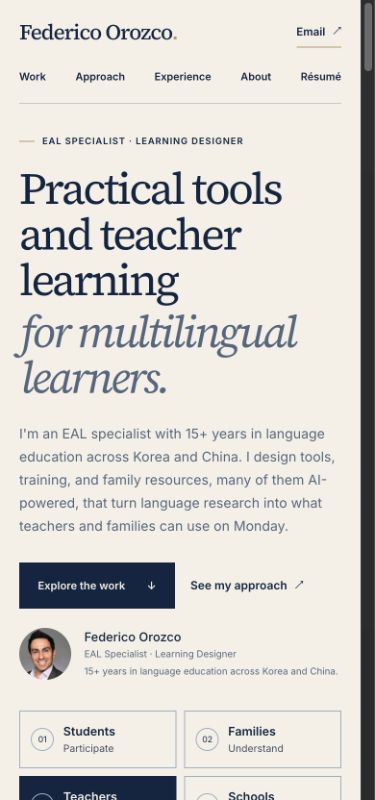 Federico Orozco.
Email ↗
Work Approach Experience About Résumé
EAL SPECIALIST · LEARNING DESIGNER
Practical tools
and teacher
learning
for multilingual
learners.
I'm an EAL specialist with 15+ years in language
education across Korea and China. I design tools,
training, and family resources, many of them AI-
powered, that turn language research into what
teachers and families can use on Monday.
Explore the work ↓
See my approach ↗
Federico Orozco
EAL Specialist · Learning Designer
15+ years in language education across Korea and China.
01 Students
Participate
02 Families
Understand
Teachers
Schools